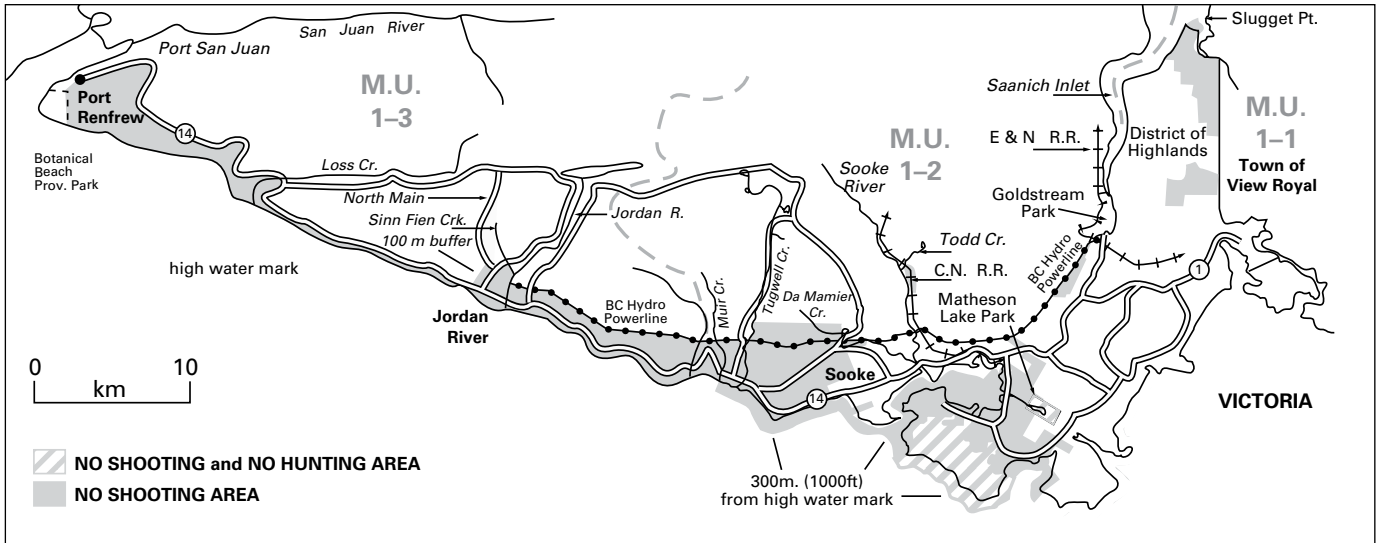 Slugget Pt.
San Juan River
Port San Juan
M.U.
1–3
Saanich Inlet
Port
Renfrew
M.U.
1–1
14
E & N R.R.
District of
Highlands
M.U.
1–2
Botanical
Beach
Prov. Park
Loss Cr.
Sooke
River
Town of
View Royal
North Main
Goldstream
Park
Sinn Fien Crk.
Jordan R.
100 m buffer
Todd Cr.
BC Hydro
Powerline
high water mark
C.N. R.R.
1
Muir Cr.
Tugwell Cr.
Da Mamier
Cr.
Matheson
Lake Park
BC Hydro
Powerline
Jordan
River
0 10
km
Sooke
14
VICTORIA
NO SHOOTING and NO HUNTING AREA
NO SHOOTING AREA
300m. (1000ft)
from high water mark